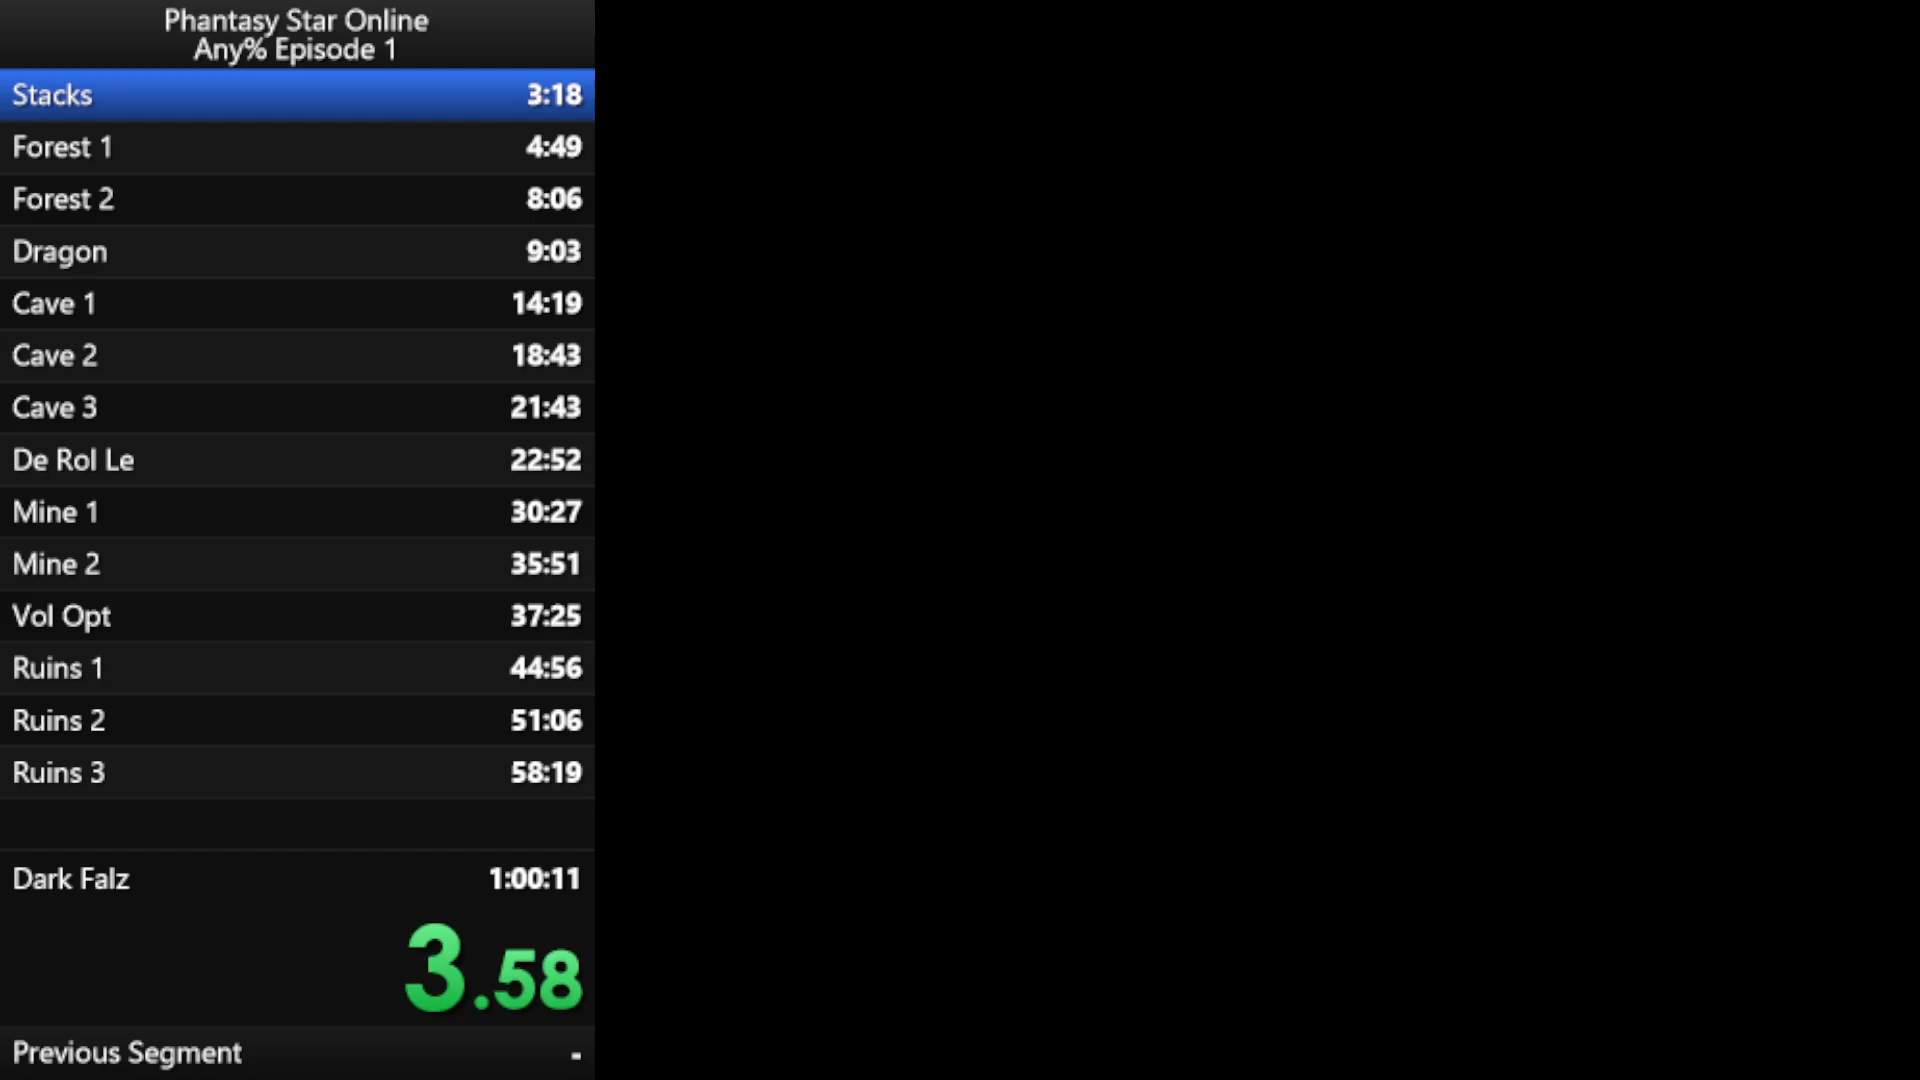 Phantasy Star Online
Any% Episode 1
Stacks 3:18
Forest 1 4:49
Forest 2 8:06
Dragon 9:03
Cave 1 14:19
Cave 2 18:43
Cave 3 21:43
De Rol Le 22:52
Mine 1 30:27
Mine 2 35:51
Vol Opt 37:25
Ruins 1 44:56
Ruins 2 51:06
Ruins 3 58:19
Dark Falz 1:00:11
3.58
Previous Segment -